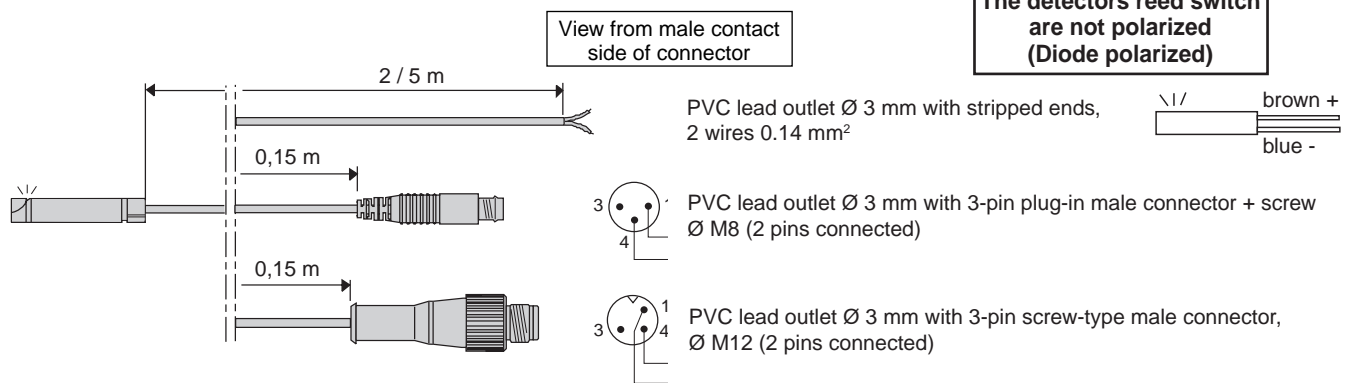 View from male contact
side of connector
The detectors reed switch
are not polarized
(Diode polarized)
2 / 5 m
PVC lead outlet Ø 3 mm with stripped ends,
2 wires 0.14 mm²
brown +
blue -
0,15 m
3
4
PVC lead outlet Ø 3 mm with 3-pin plug-in male connector + screw
Ø M8 (2 pins connected)
0,15 m
1
3
4
PVC lead outlet Ø 3 mm with 3-pin screw-type male connector,
Ø M12 (2 pins connected)